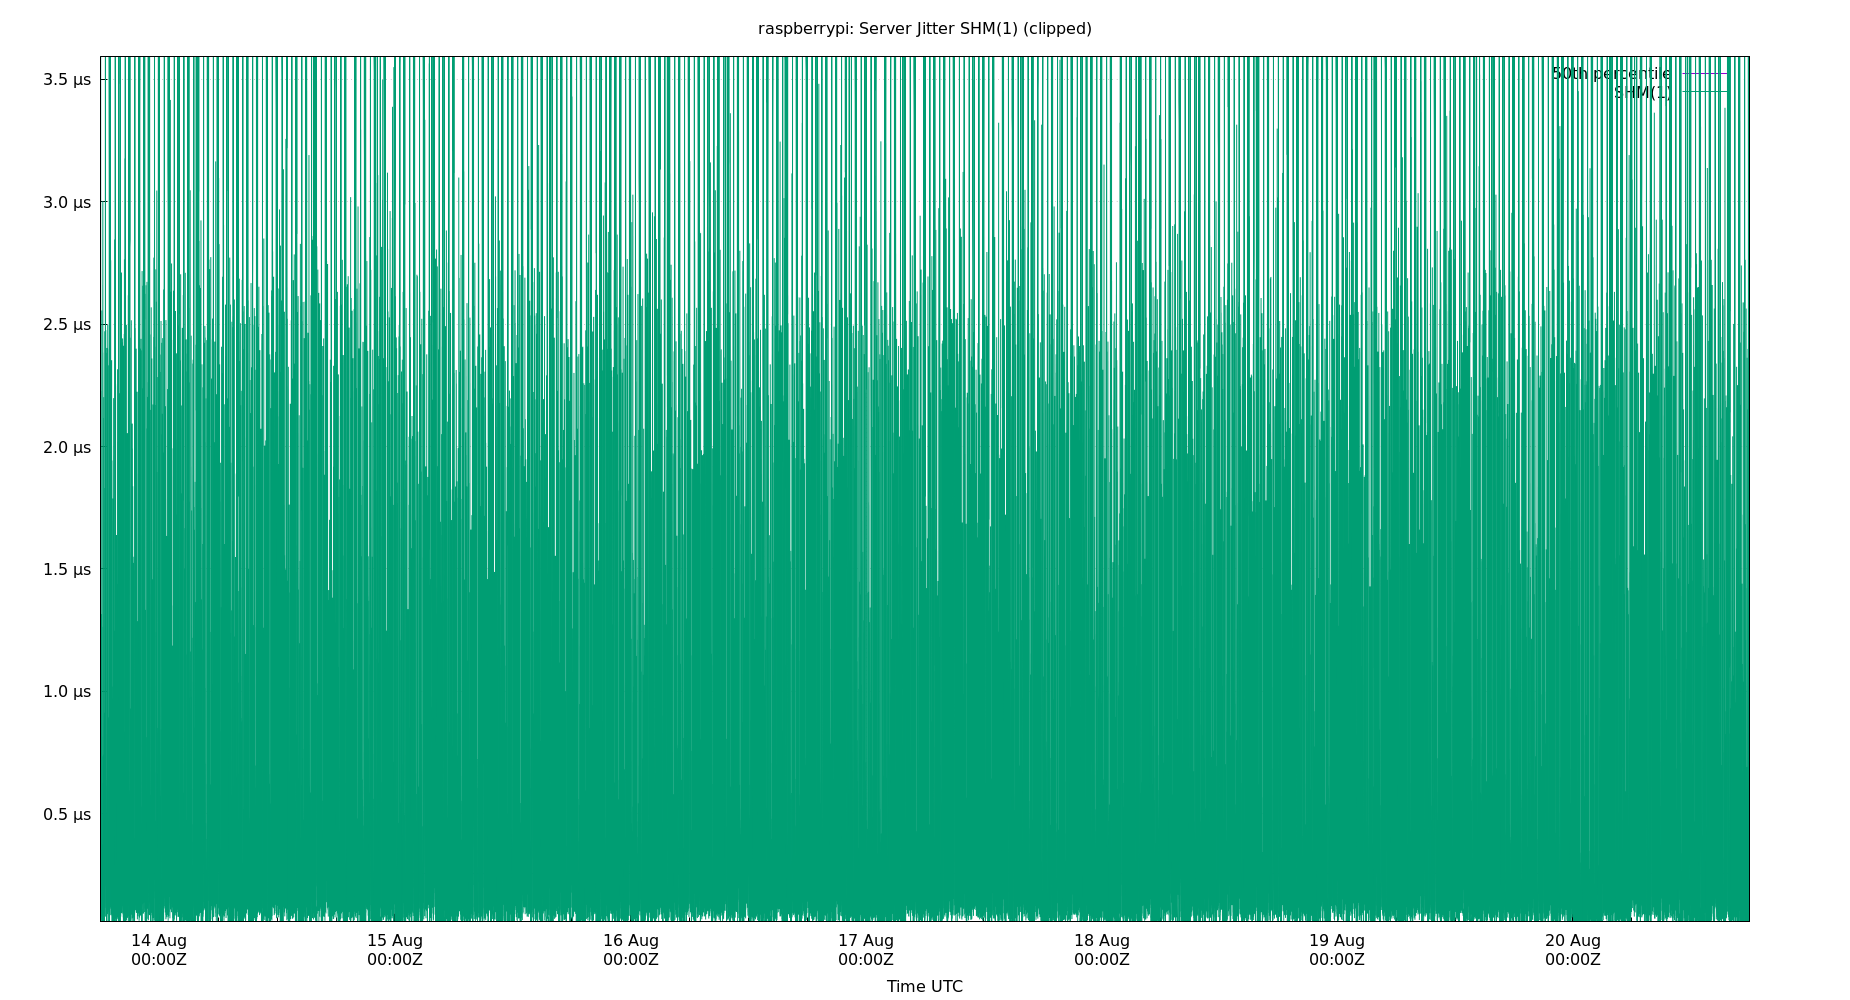 raspberrypi: Server Jitter SHM(1) (clipped)
50th percentile
SHM(1)
3.5 µs
3.0 µs
2.5 µs
2.0 µs
1.5 µs
1.0 µs
0.5 µs
14 Aug 15 Aug 16 Aug 17 Aug 18 Aug 19 Aug 20 Aug
00:00Z 00:00Z 00:00Z 00:00Z 00:00Z 00:00Z 00:00Z
Time UTC